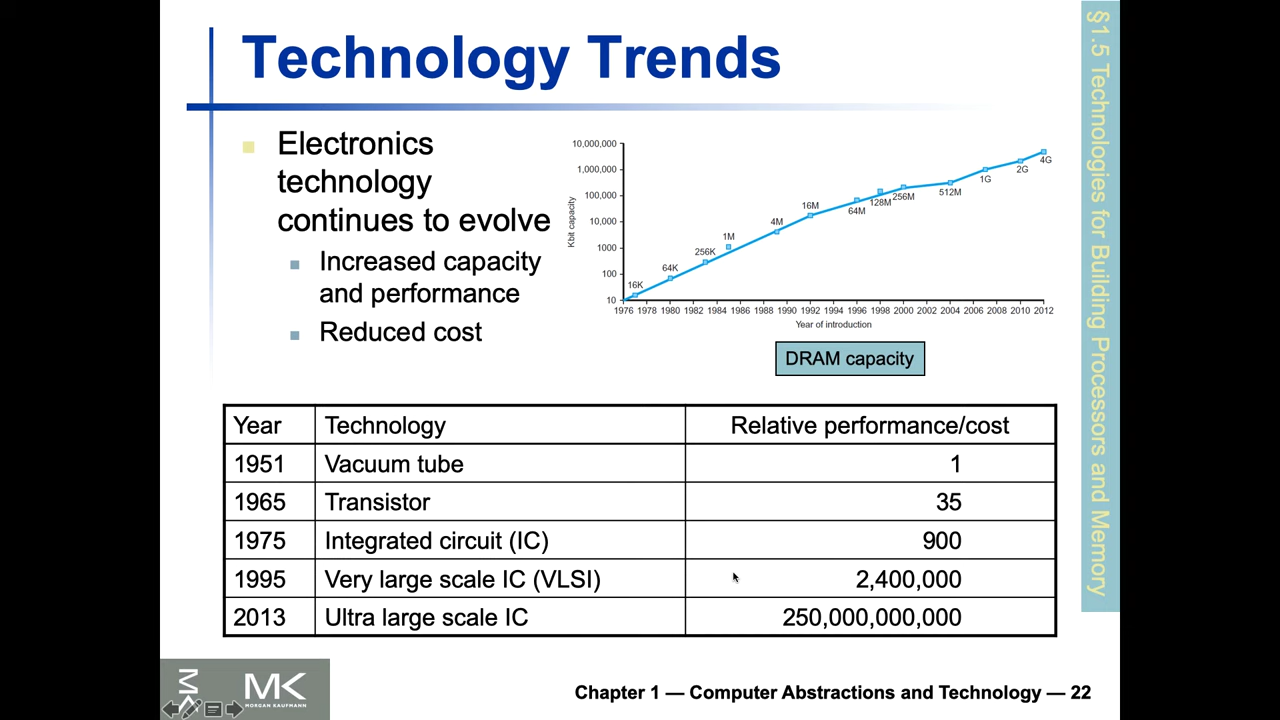 Technology Trends
§1.5 Technologies for Building Processors and Memory
Electronics
technology
continues to evolve
Increased capacity
and performance
Reduced cost
10,000,000
1,000,000
100,000
10,000
1000
100
10
Kbit capacity
16K
64K
256K
1M
4M
16M
64M
128M
256M
512M
1G
2G
4G
1976 1978 1980 1982 1984 1986 1988 1990 1992 1994 1996 1998 2000 2002 2004 2006 2008 2010 2012
Year of introduction
DRAM capacity
Year Technology Relative performance/cost
1951 Vacuum tube 1
1965 Transistor 35
1975 Integrated circuit (IC) 900
1995 Very large scale IC (VLSI) 2,400,000
2013 Ultra large scale IC 250,000,000,000
MK
MK
MORGAN KAUFMANN
Chapter 1 — Computer Abstractions and Technology — 22